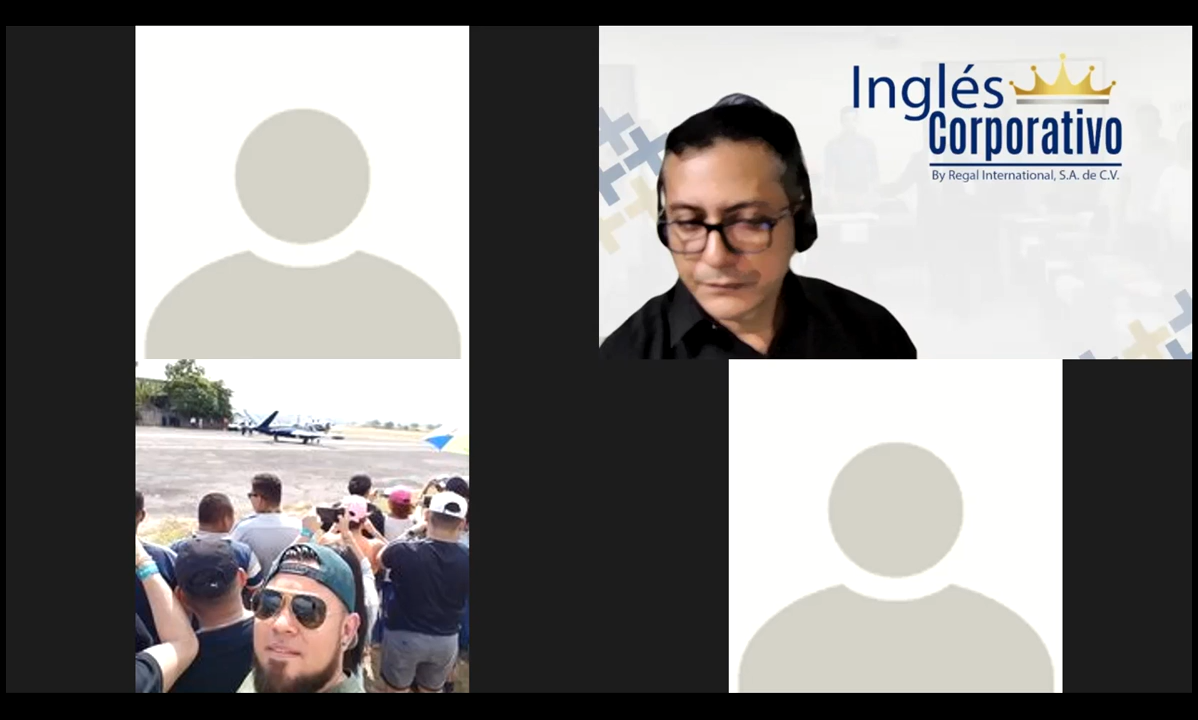 Inglés
Corporativo
By Regal International, S.A. de C.V.